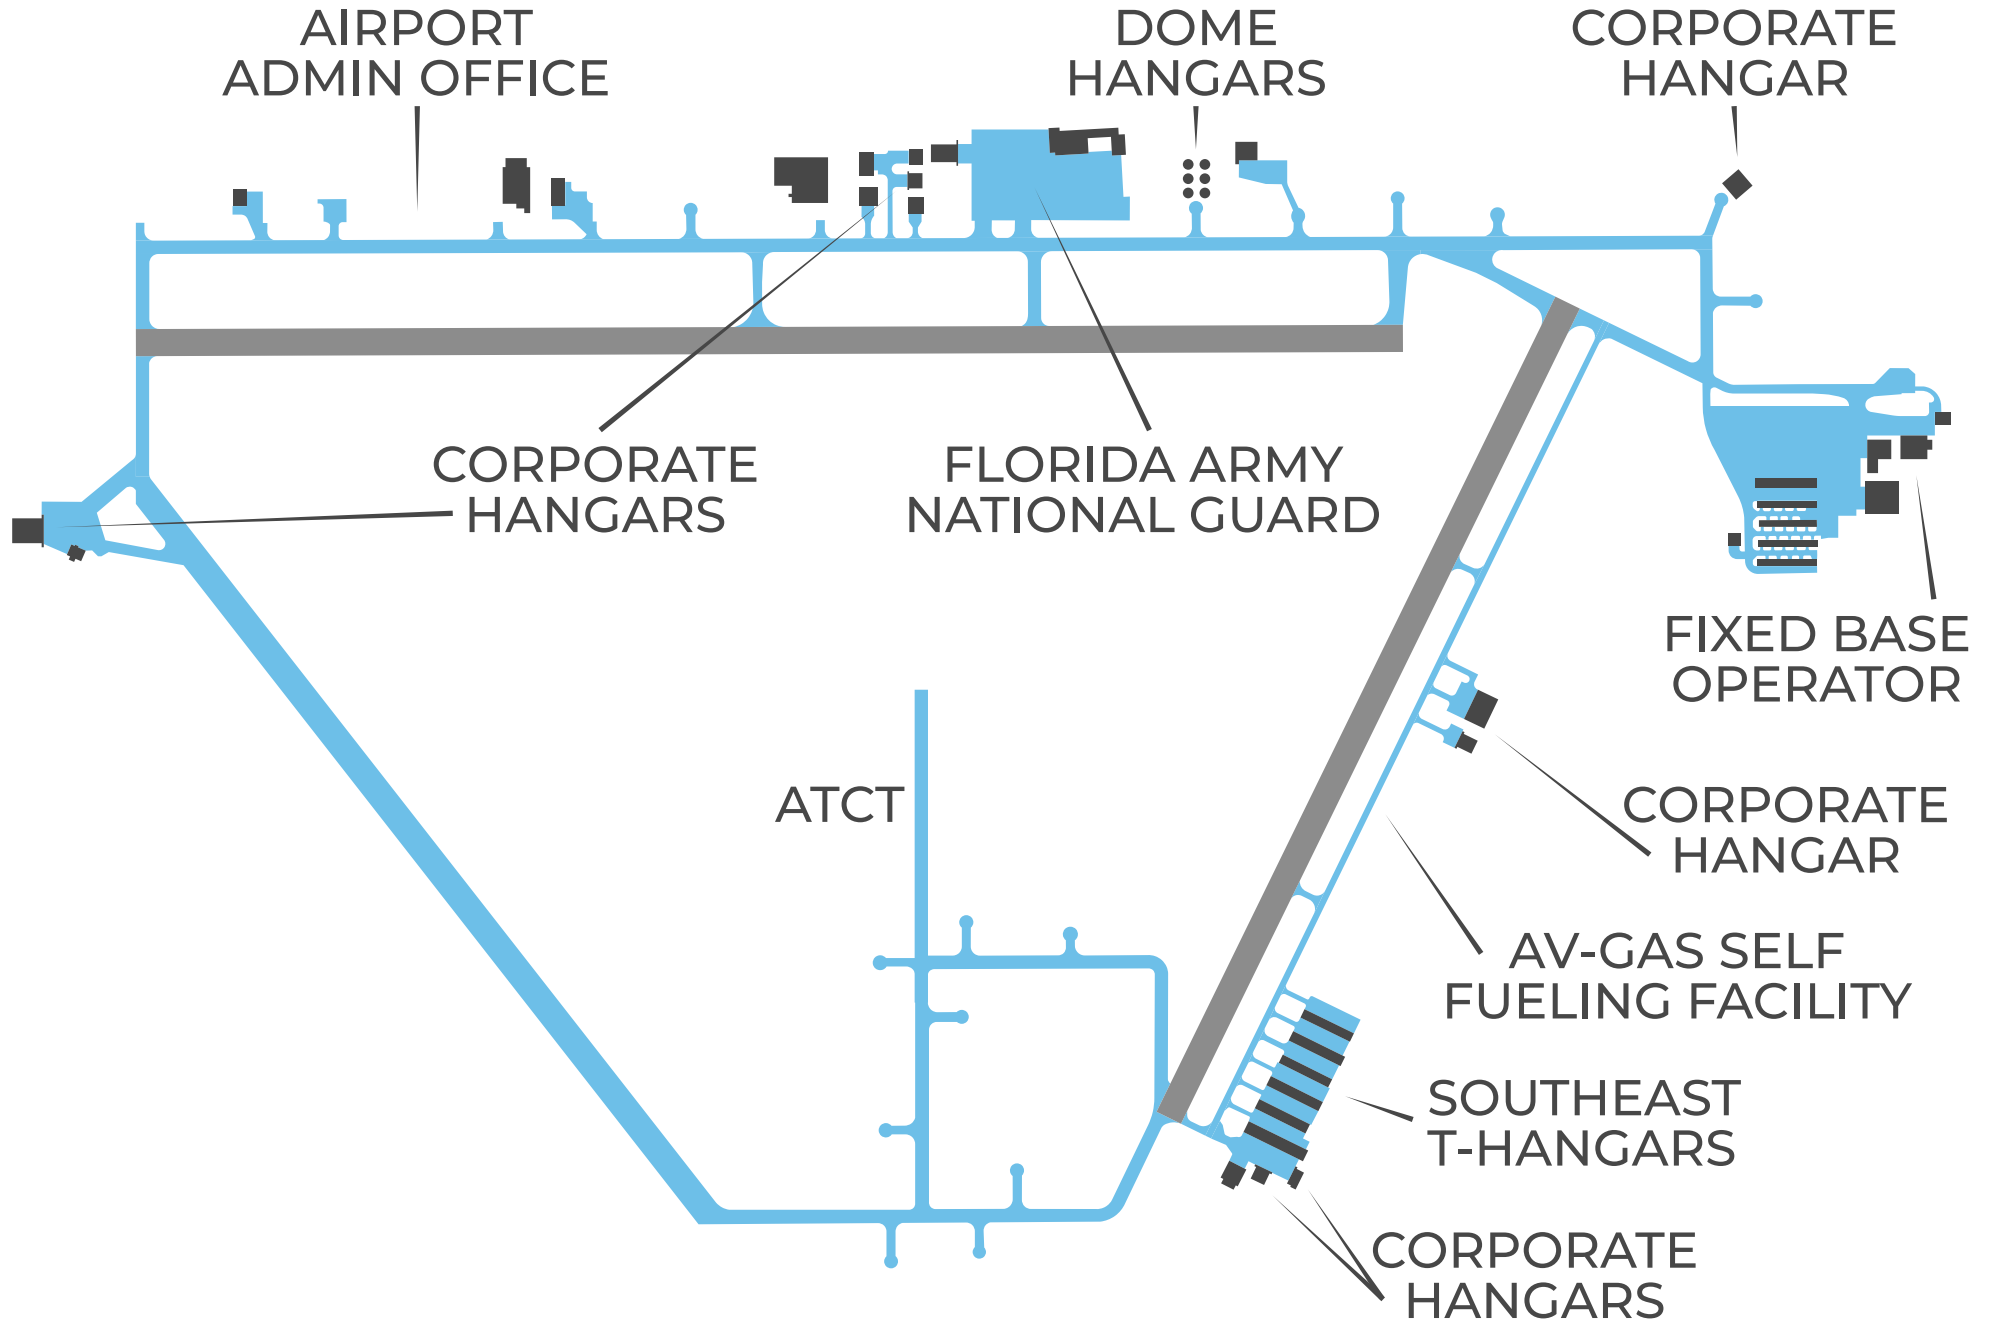 AIRPORT
ADMIN OFFICE
DOME
HANGARS
CORPORATE
HANGAR
CORPORATE
HANGARS
FLORIDA ARMY
NATIONAL GUARD
FIXED BASE
OPERATOR
ATCT
CORPORATE
HANGAR
AV-GAS SELF
FUELING FACILITY
SOUTHEAST
T-HANGARS
CORPORATE
HANGARS